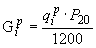 G_i^p = q_i^p · P_20 / 1200